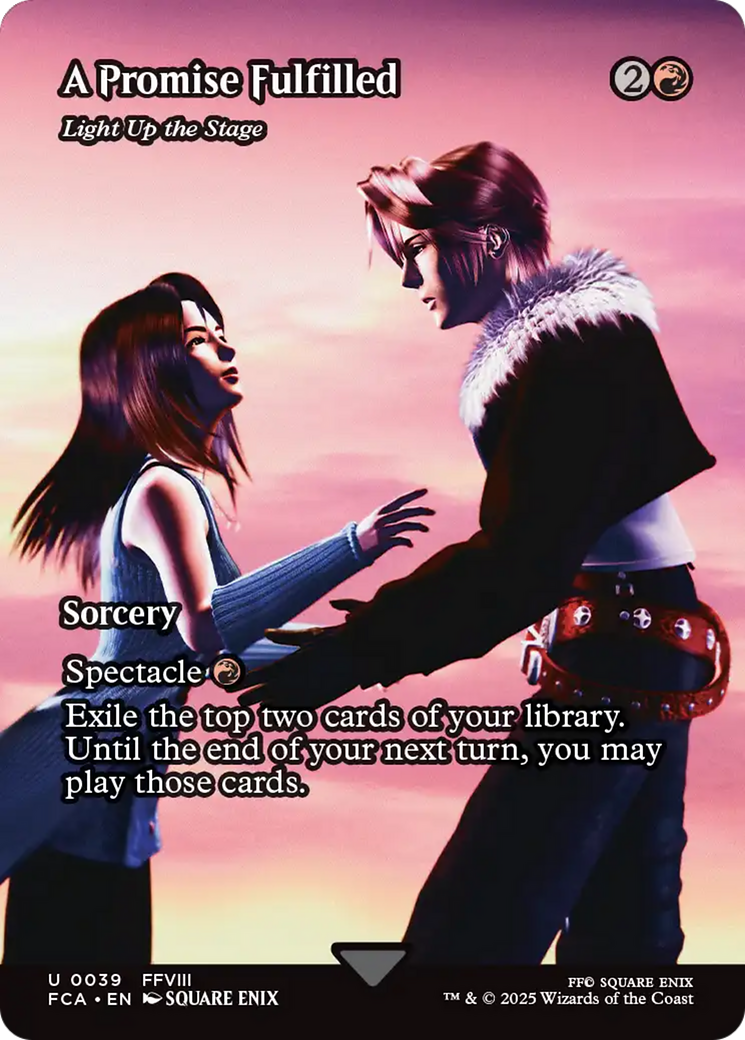 A Promise Fulfilled 2
Light Up the Stage
Sorcery
Spectacle
Exile the top two cards of your library.
Until the end of your next turn, you may
play those cards.
U 0039 FFVIII
FCA • EN SQUARE ENIX
FF© SQUARE ENIX
™ & © 2025 Wizards of the Coast